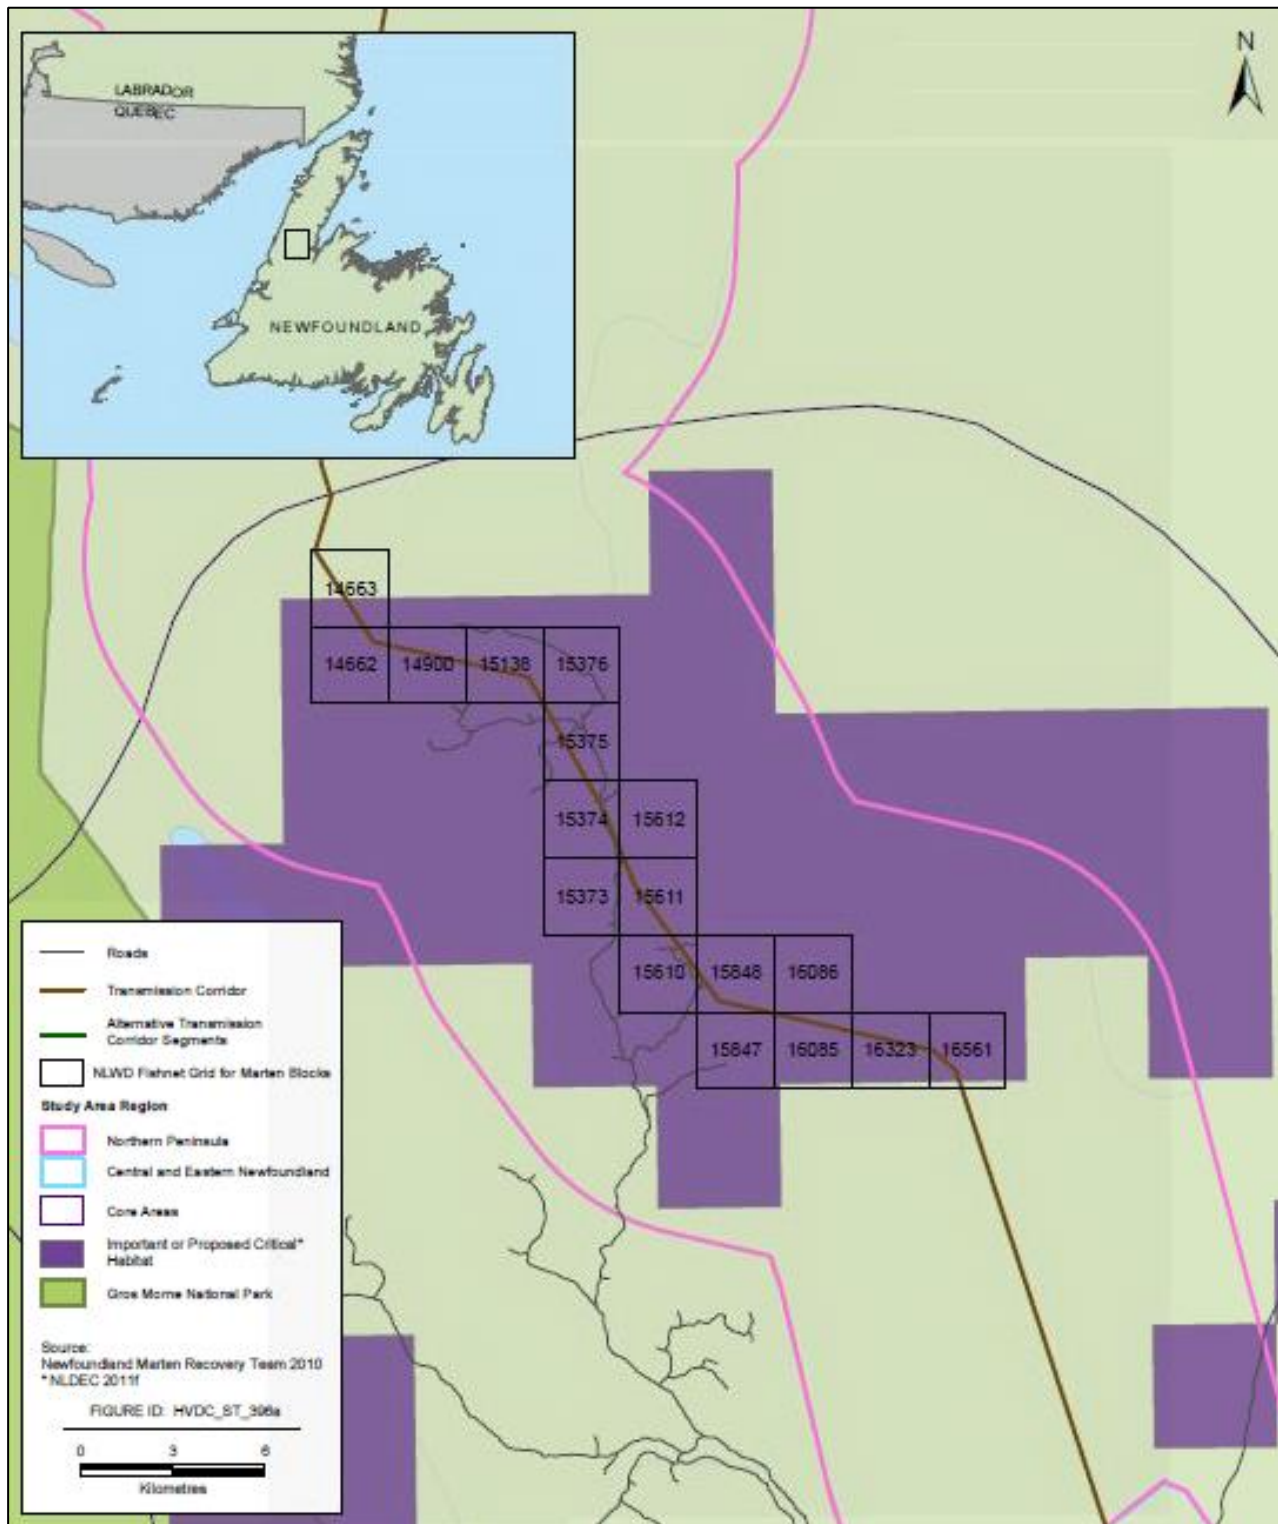 N
LABRADOR
QUEBEC
NEWFOUNDLAND
14663
14662 14900 15138 15376
15375
15374 15612
15373 15611
15610 15848 16086
15847 16085 16323 16561
Roads
Transmission Corridor
Alternative Transmission
Corridor Segments
NLWD Fishnet Grid for Marten Blocks
Study Area Region
Northern Peninsula
Central and Eastern Newfoundland
Core Areas
Important or Proposed Critical*
Habitat
Gros Morne National Park
Source:
Newfoundland Marten Recovery Team 2010
* NLDEC 2011f
FIGURE ID: HVDC_ST_396a
0 3 6
Kilometres